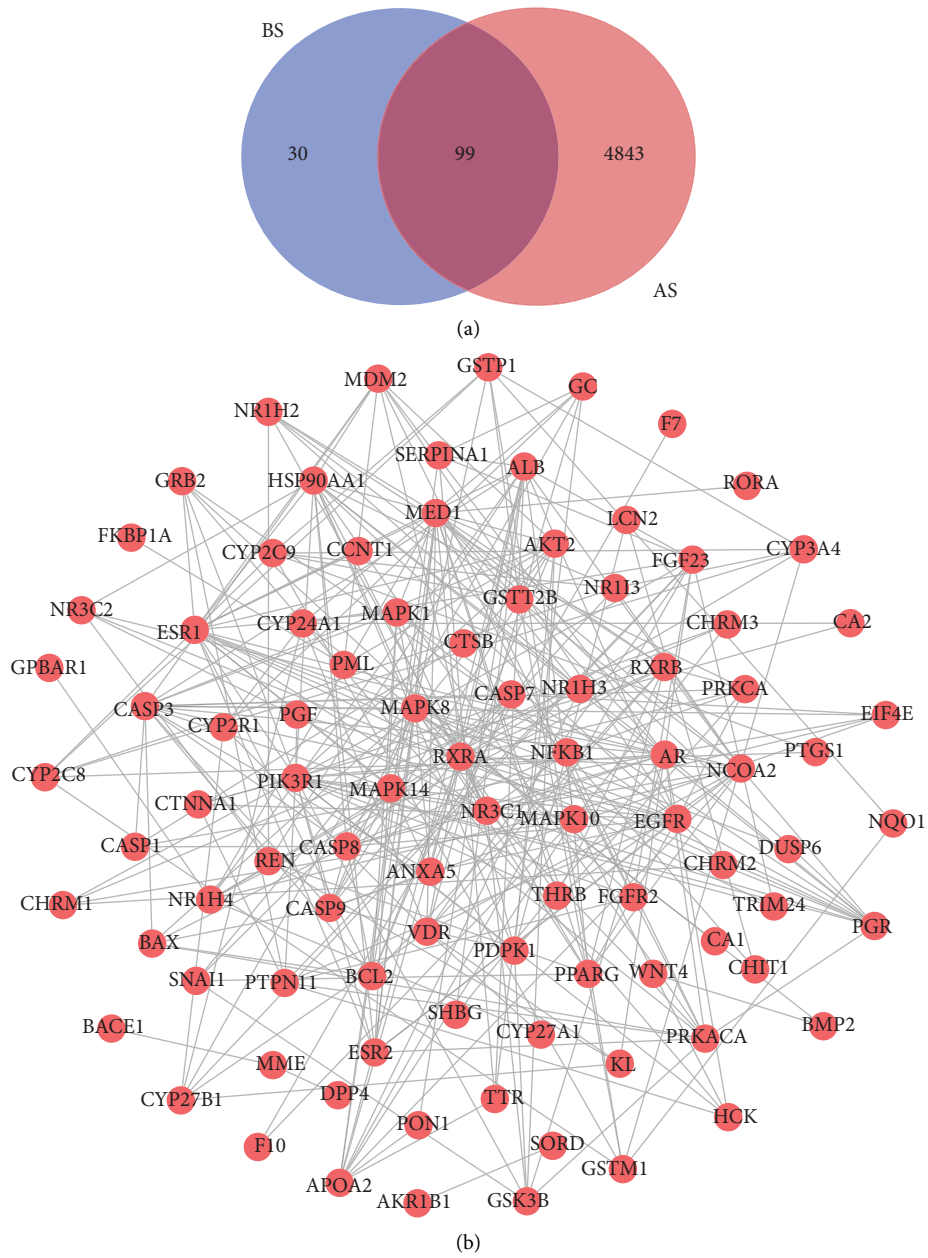 BS
30
99
4843
AS
(a)
GSTP1
MDM2
GC
NR1H2
F7
SERPINA1
ALB
GRB2
HSP90AA1
RORA
MED1
LCN2
FKBP1A
CYP2C9
CCNT1
AKT2
FGF23
CYP3A4
NR1I3
NR3C2
CYP24A1
MAPK1
GSTT2B
CHRM3
CA2
ESR1
CTSB
GPBAR1
PML
RXRB
CASP7
NR1H3
PRKCA
CASP3
PGF
MAPK8
EIF4E
CYP2R1
RXRA
NFKB1
AR
PTGS1
CYP2C8
PIK3R1
MAPK14
NCOA2
CTNNA1
NR3C1
MAPK10
EGFR
NQO1
CASP1
REN
CASP8
ANXA5
CHRM2
DUSP6
CHRM1
NR1H4
CASP9
THRB
FGFR2
TRIM24
PGR
BAX
VDR
PDPK1
CA1
SNAI1
PTPN11
BCL2
PPARG
WNT4
CHIT1
BACE1
SHBG
CYP27A1
PRKACA
BMP2
MME
ESR2
KL
CYP27B1
DPP4
TTR
HCK
F10
PON1
SORD
APOA2
AKR1B1
GSK3B
GSTM1
(b)